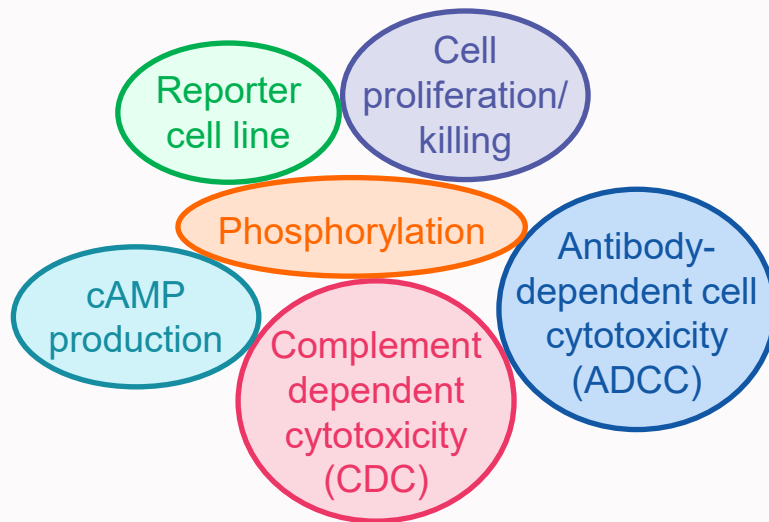 Reporter
cell line
Cell
proliferation/
killing
Phosphorylation
cAMP
production
Complement
dependent
cytotoxicity
(CDC)
Antibody-
dependent cell
cytotoxicity
(ADCC)